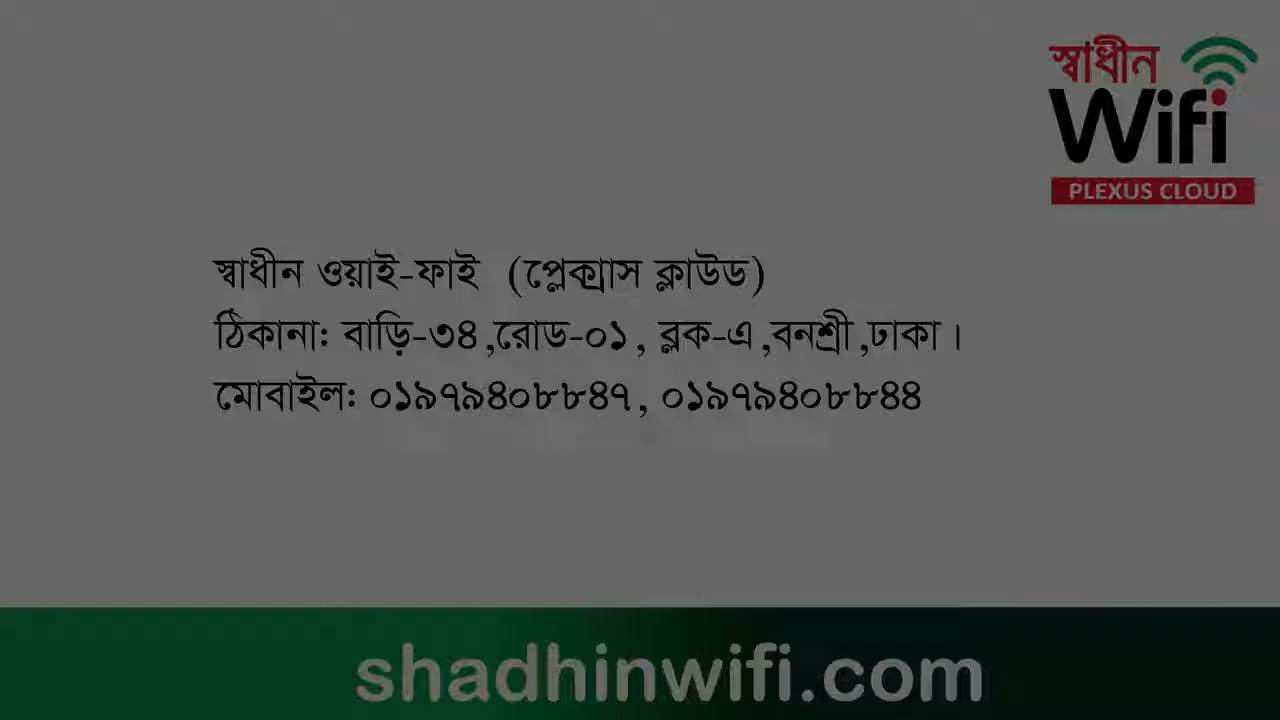 স্বাধীন
Wifi
PLEXUS CLOUD
স্বাধীন ওয়াই-ফাই (প্লেক্সাস ক্লাউড)
ঠিকানা: বাড়ি-৩৪,রোড-০১, ব্লক-এ,বনশ্রী,ঢাকা।
মোবাইল: ০১৯৭৯৪০৮৮৪৭, ০১৯৭৯৪০৮৮৪৪
shadhinwifi.com